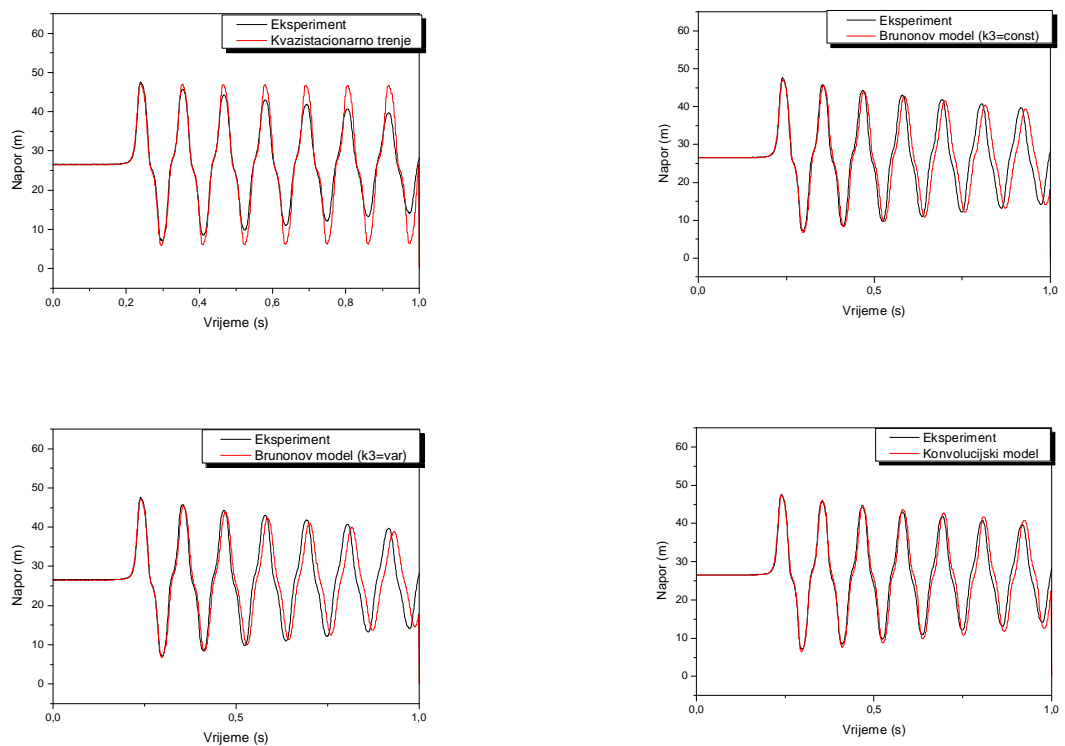 Eksperiment
Kvazistacionarno trenje
60
50
40
30
20
10
0
Napor (m)
0,0 0,2 0,4 0,6 0,8 1,0
Vrijeme (s)
Eksperiment
Brunonov model (k3=const)
60
50
40
30
20
10
0
Napor (m)
0,0 0,5 1,0
Vrijeme (s)
Eksperiment
Brunonov model (k3=var)
60
50
40
30
20
10
0
Napor (m)
0,0 0,5 1,0
Vrijeme (s)
Eksperiment
Konvolucijski model
60
50
40
30
20
10
0
Napor (m)
0,0 0,5 1,0
Vrijeme (s)